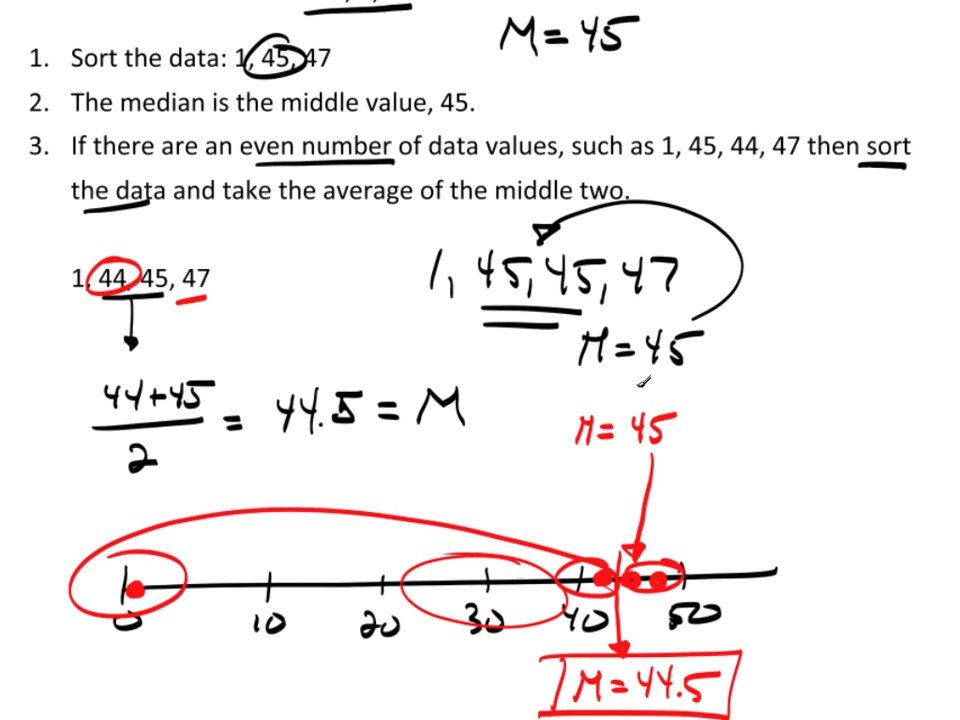 M = 45
1. Sort the data: 1, 45, 47
2. The median is the middle value, 45.
3. If there are an even number of data values, such as 1, 45, 44, 47 then sort
the data and take the average of the middle two.
1, 44, 45, 47
1, 45, 45, 47
M = 45
44+45
2
= 44.5 = M
M = 45
0 10 20 30 40 50
M = 44.5